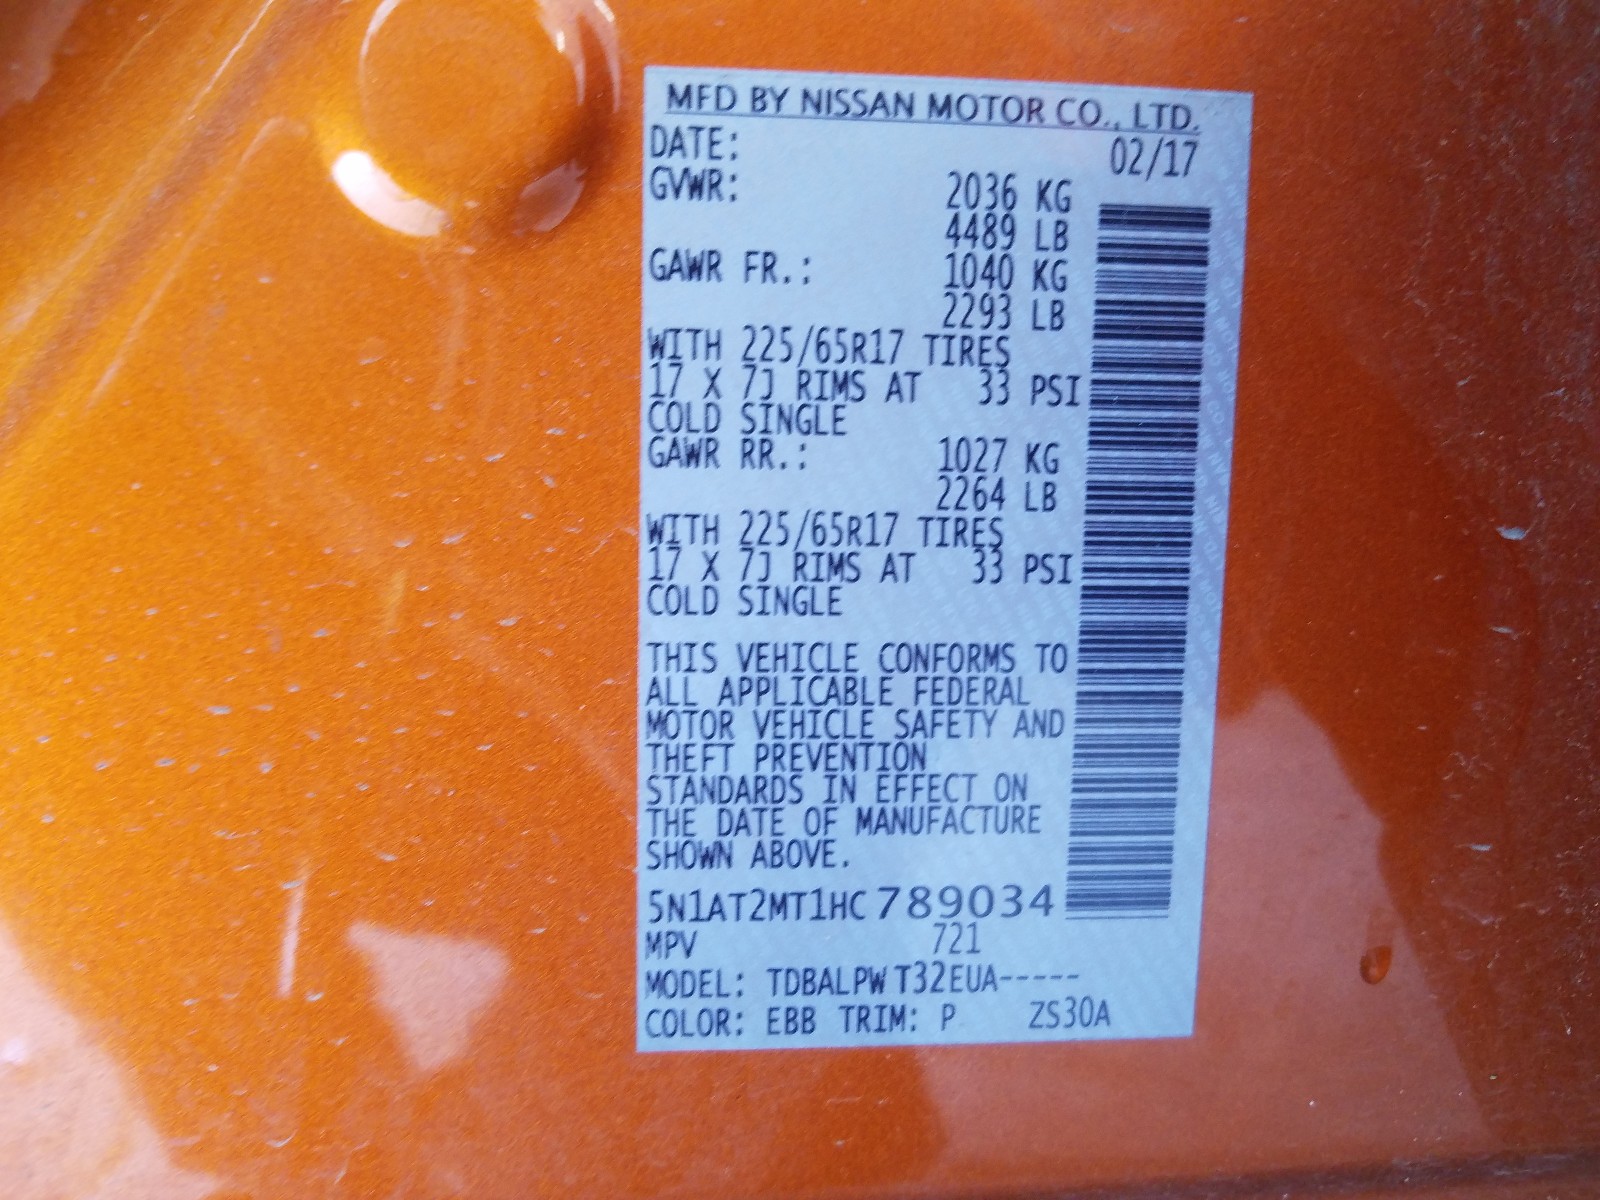 MFD BY NISSAN MOTOR CO., LTD.
DATE: 02/17
GVWR: 2036 KG
4489 LB
GAWR FR.: 1040 KG
2293 LB
WITH 225/65R17 TIRES
17 X 7J RIMS AT 33 PSI
COLD SINGLE
GAWR RR.: 1027 KG
2264 LB
WITH 225/65R17 TIRES
17 X 7J RIMS AT 33 PSI
COLD SINGLE
THIS VEHICLE CONFORMS TO
ALL APPLICABLE FEDERAL
MOTOR VEHICLE SAFETY AND
THEFT PREVENTION
STANDARDS IN EFFECT ON
THE DATE OF MANUFACTURE
SHOWN ABOVE.
5N1AT2MT1HC789034
MPV 721
MODEL: TDBALPW T32EUA-----
COLOR: EBB TRIM: P ZS30A